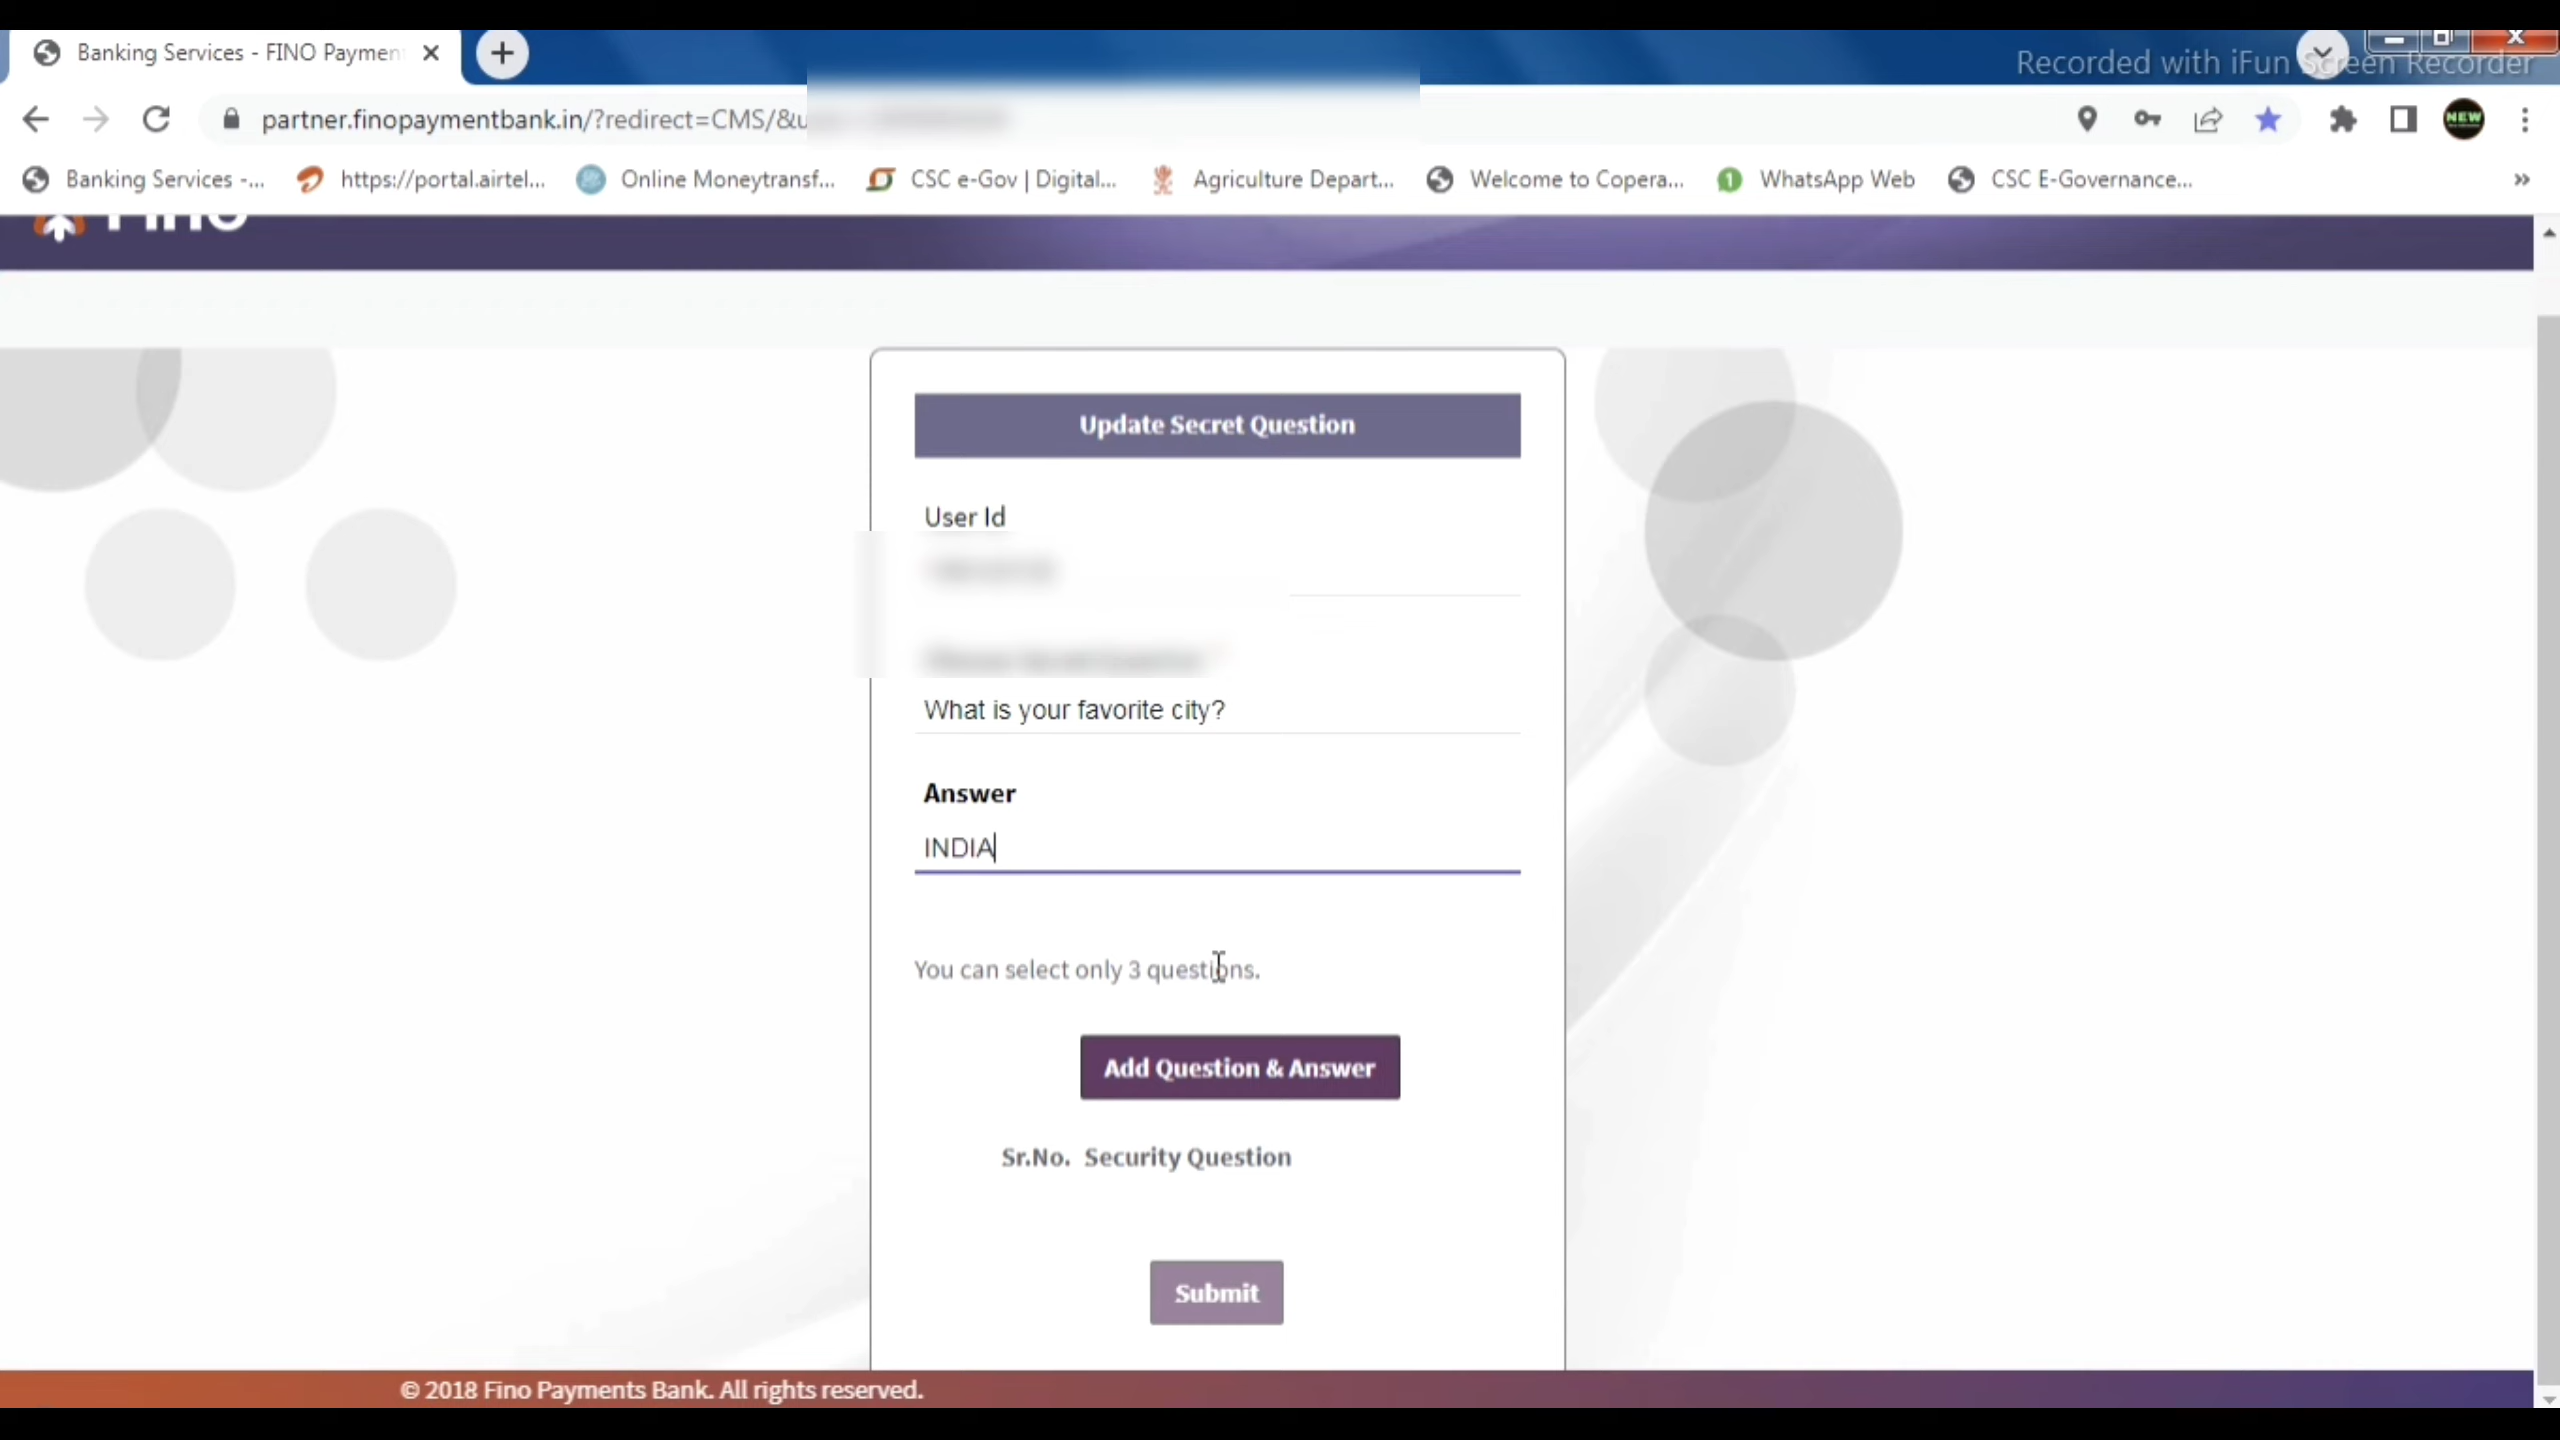 Banking Services - FINO Paymen
Recorded with iFun Screen Recorder
partner.finopaymentbank.in/?redirect=CMS/&u
NEW
Banking Services -...
https://portal.airtel...
Online Moneytransf...
CSC e-Gov | Digital...
Agriculture Depart...
Welcome to Copera...
1
WhatsApp Web
CSC E-Governance...
»
Fino
Update Secret Question
User Id
What is your favorite city?
Answer
INDIA
You can select only 3 questions.
Add Question & Answer
Sr.No. Security Question
Submit
© 2018 Fino Payments Bank. All rights reserved.